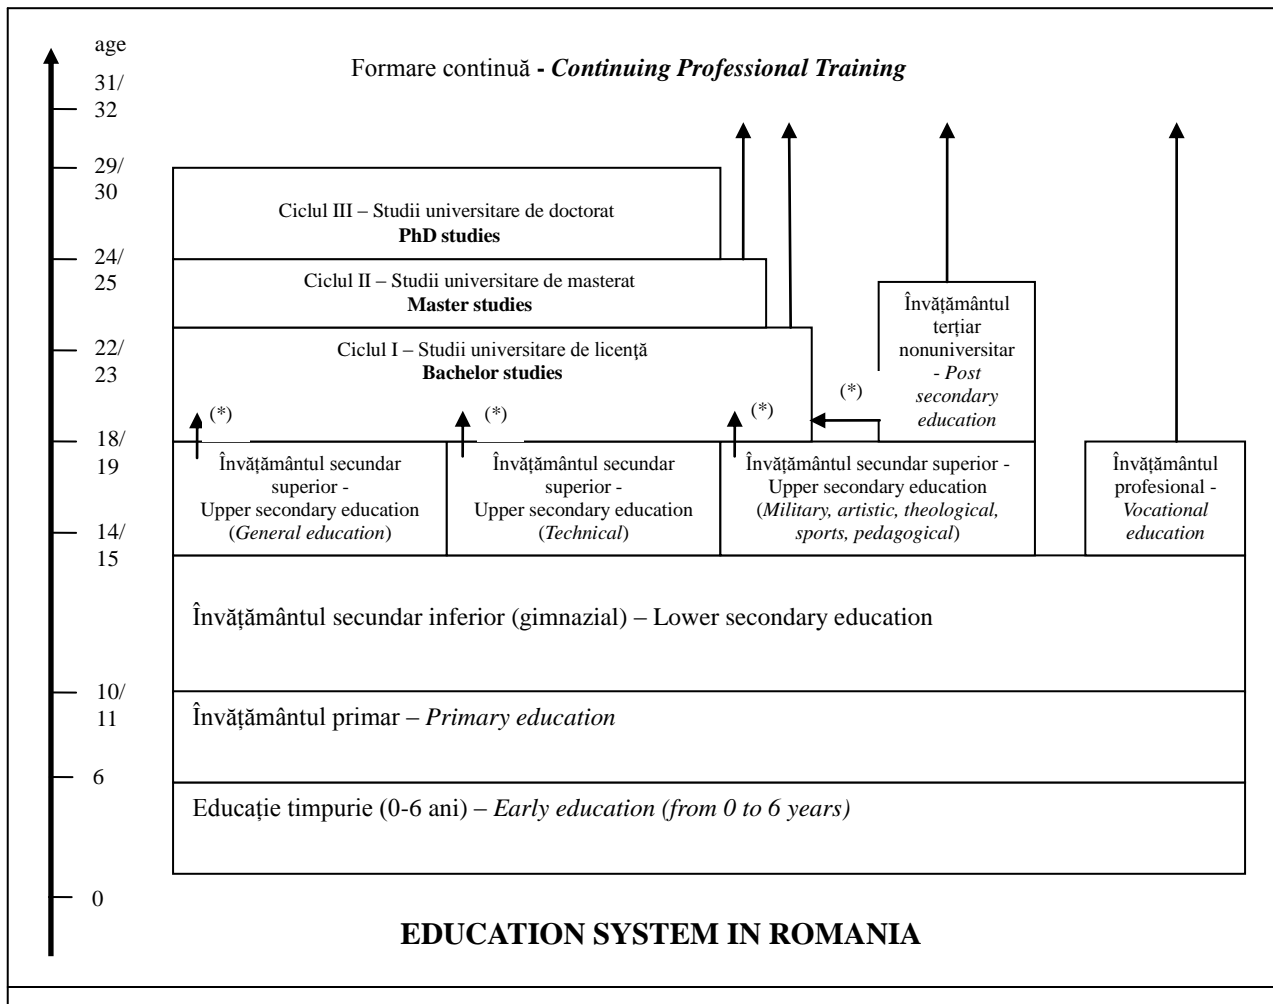 age
31/
32
29/
30
24/
25
22/
23
18/
19
14/
15
10/
11
6
0
Formare continuă - Continuing Professional Training
Ciclul III – Studii universitare de doctorat
PhD studies
Ciclul II – Studii universitare de masterat
Master studies
Ciclul I – Studii universitare de licență
Bachelor studies
Învățământul
terțiar
nonuniversitar
- Post
secondary
education
(*)
(*)
(*)
(*)
Învățământul secundar
superior -
Upper secondary education
(General education)
Învățământul secundar
superior -
Upper secondary education
(Technical)
Învățământul secundar superior -
Upper secondary education
(Military, artistic, theological,
sports, pedagogical)
Învățământul
profesional -
Vocational
education
Învățământul secundar inferior (gimnazial) – Lower secondary education
Învățământul primar – Primary education
Educație timpurie (0-6 ani) – Early education (from 0 to 6 years)
EDUCATION SYSTEM IN ROMANIA